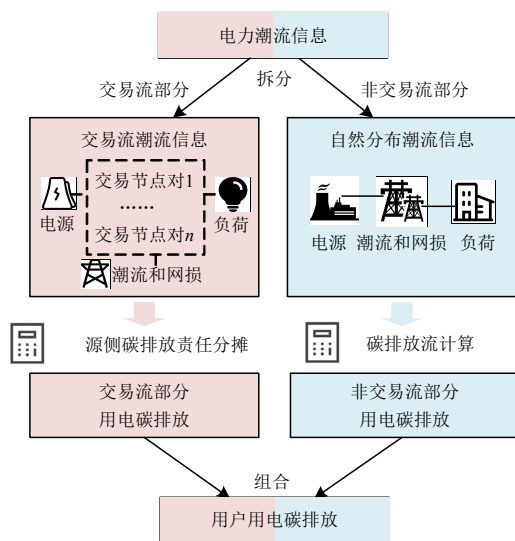 电力潮流信息
拆分
交易流部分
非交易流部分
交易流潮流信息
交易节点对1
……
交易节点对n
电源
负荷
潮流和网损
自然分布潮流信息
电源
潮流和网损
负荷
源侧碳排放责任分摊
碳排放流计算
交易流部分
用电碳排放
非交易流部分
用电碳排放
组合
用户用电碳排放